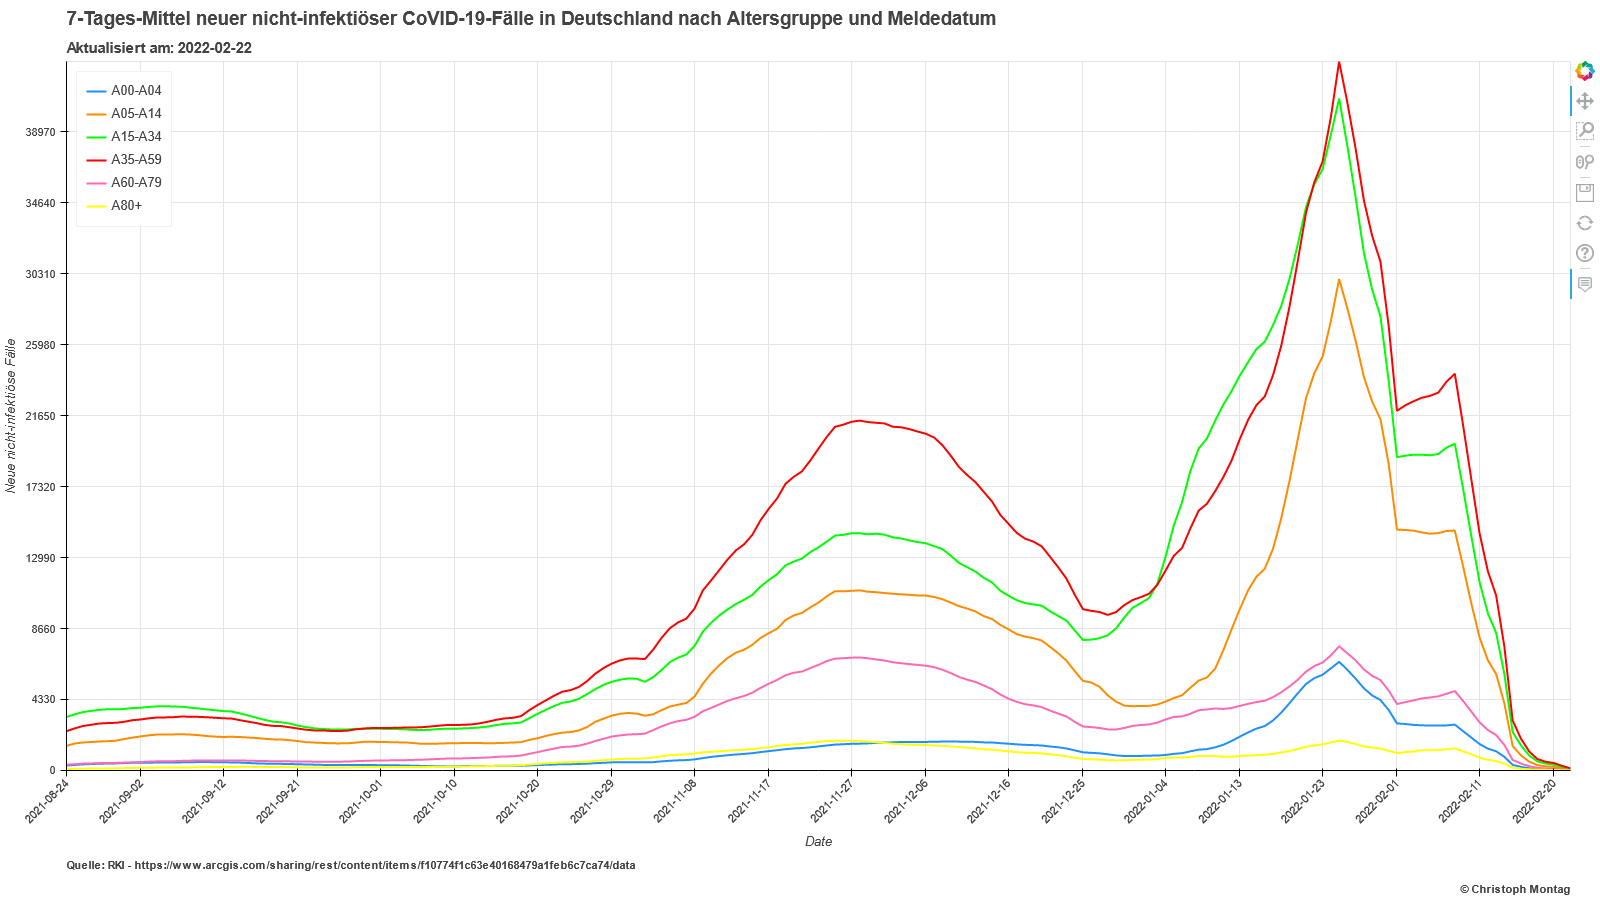 7-Tages-Mittel neuer nicht-infektiöser CoVID-19-Fälle in Deutschland nach Altersgruppe und Meldedatum
Aktualisiert am: 2022-02-22
A00-A04
A05-A14
A15-A34
A35-A59
A60-A79
A80+
38970
34640
30310
25980
21650
17320
12990
8660
4330
0
Neue nicht-infektiöse Fälle
2021-08-24
2021-09-02
2021-09-12
2021-09-21
2021-10-01
2021-10-10
2021-10-20
2021-10-29
2021-11-08
2021-11-17
2021-11-27
2021-12-06
2021-12-16
2021-12-25
2022-01-04
2022-01-13
2022-01-23
2022-02-01
2022-02-11
2022-02-20
Date
Quelle: RKI - https://www.arcgis.com/sharing/rest/content/items/f10774f1c63e40168479a1feb6c7ca74/data
© Christoph Montag